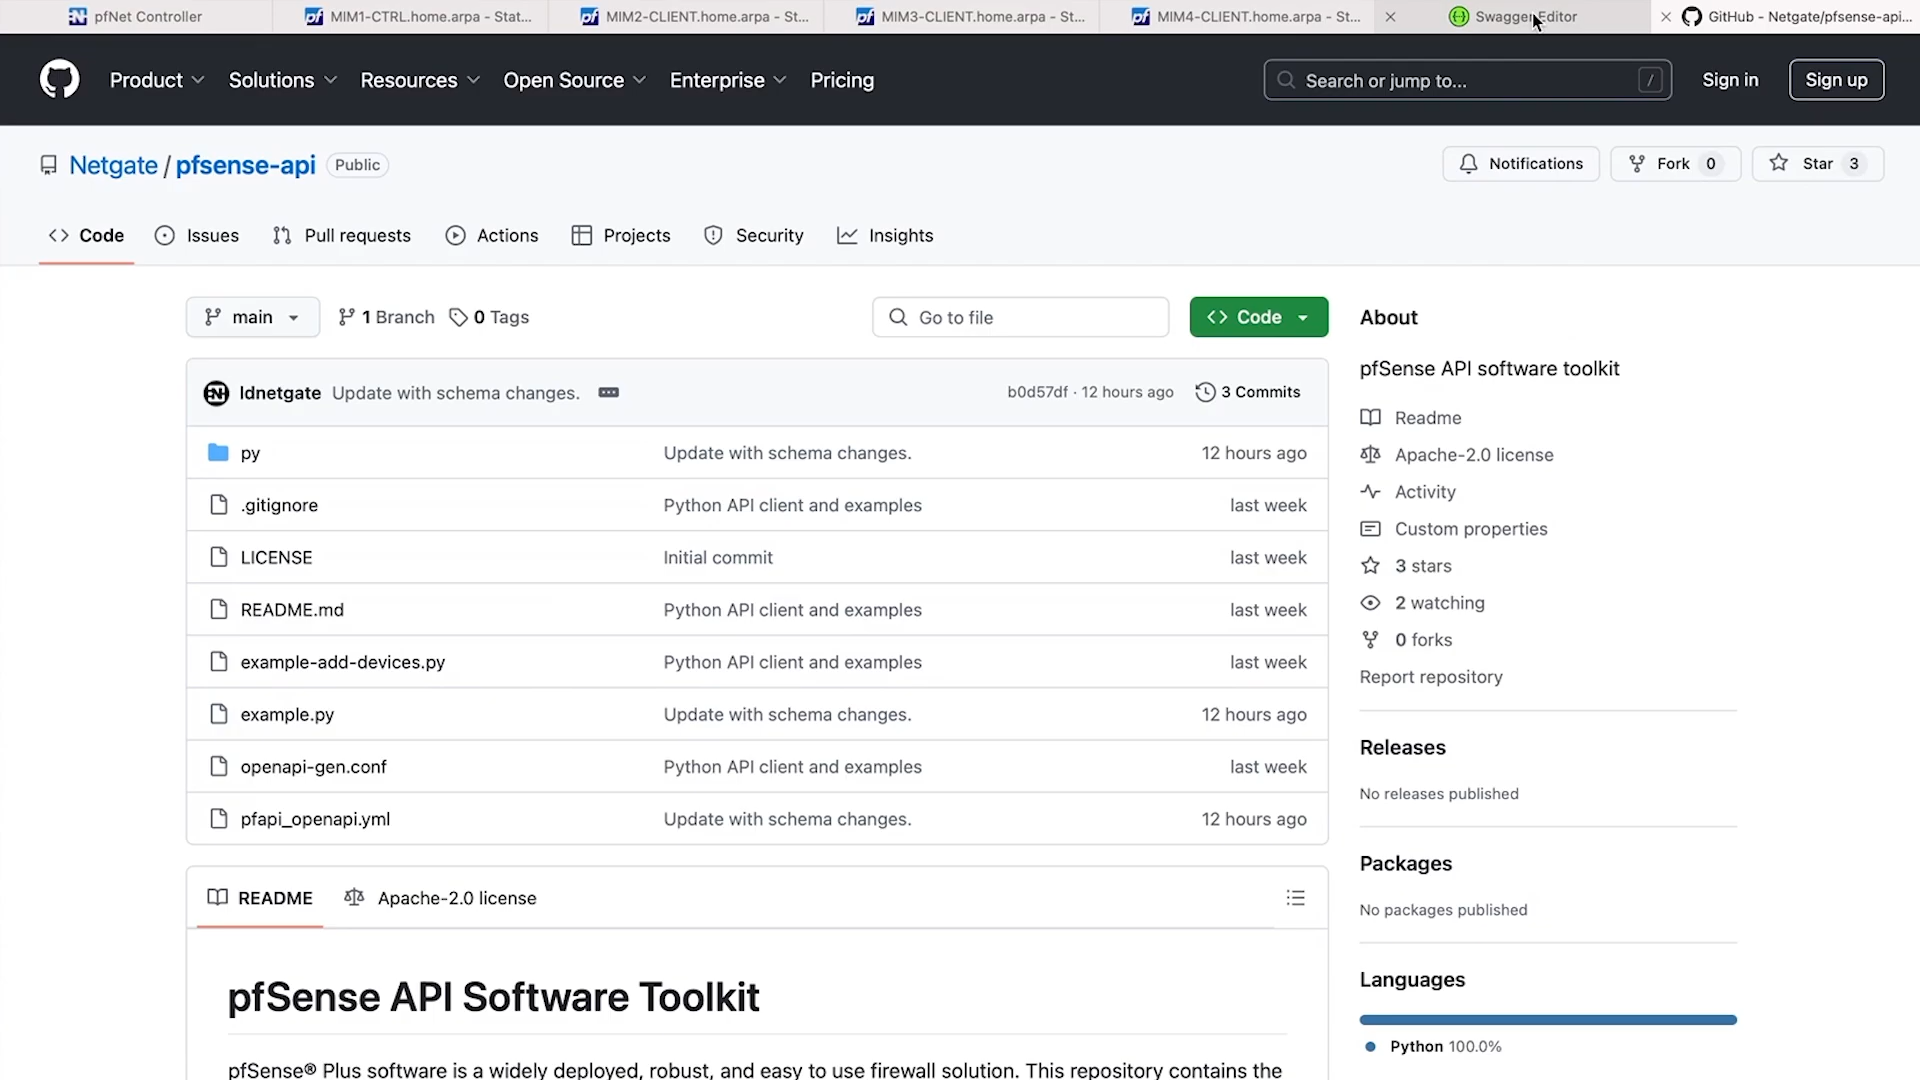 pfNet Controller
MIM1-CTRL.home.arpa - Stat...
MIM2-CLIENT.home.arpa - St...
MIM3-CLIENT.home.arpa - St...
MIM4-CLIENT.home.arpa - St...
Swagger Editor
GitHub - Netgate/pfsense-api...
Product
Solutions
Resources
Open Source
Enterprise
Pricing
Search or jump to...
/
Sign in
Sign up
Netgate / pfsense-api Public
Notifications
Fork 0
Star 3
Code
Issues
Pull requests
Actions
Projects
Security
Insights
main
1 Branch
0 Tags
Go to file
Code
ldnetgate Update with schema changes. b0d57df · 12 hours ago 3 Commits
py Update with schema changes. 12 hours ago
.gitignore Python API client and examples last week
LICENSE Initial commit last week
README.md Python API client and examples last week
example-add-devices.py Python API client and examples last week
example.py Update with schema changes. 12 hours ago
openapi-gen.conf Python API client and examples last week
pfapi_openapi.yml Update with schema changes. 12 hours ago
README
Apache-2.0 license
pfSense API Software Toolkit
pfSense® Plus software is a widely deployed, robust, and easy to use firewall solution. This repository contains the
About
pfSense API software toolkit
Readme
Apache-2.0 license
Activity
Custom properties
3 stars
2 watching
0 forks
Report repository
Releases
No releases published
Packages
No packages published
Languages
Python 100.0%